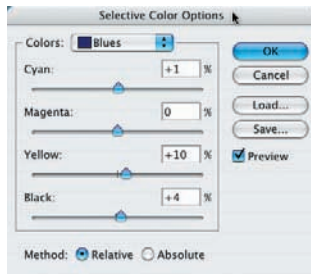 Selective Color Options
Colors: Blues
OK
Cyan: +1 %
Cancel
Magenta: 0 %
Load...
Save...
Yellow: +10 %
Preview
Black: +4 %
Method: Relative Absolute